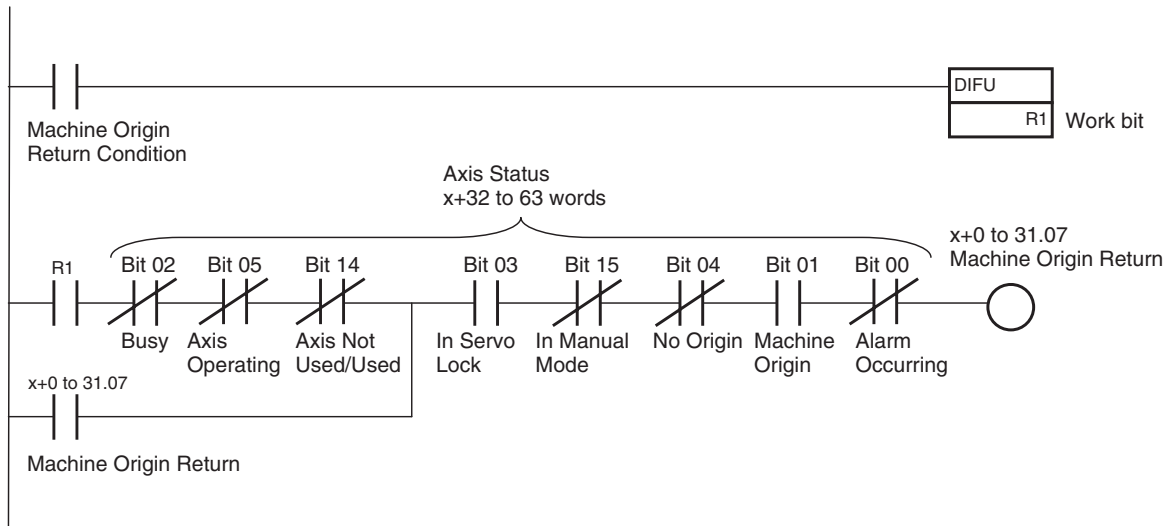 DIFU
R1
Work bit
Machine Origin
Return Condition
Axis Status
x+32 to 63 words
x+0 to 31.07
Machine Origin Return
R1
Bit 02
Bit 05
Bit 14
Bit 03
Bit 15
Bit 04
Bit 01
Bit 00
Busy
Axis
Operating
Axis Not
Used/Used
In Servo
Lock
In Manual
Mode
No Origin
Machine
Origin
Alarm
Occurring
x+0 to 31.07
Machine Origin Return